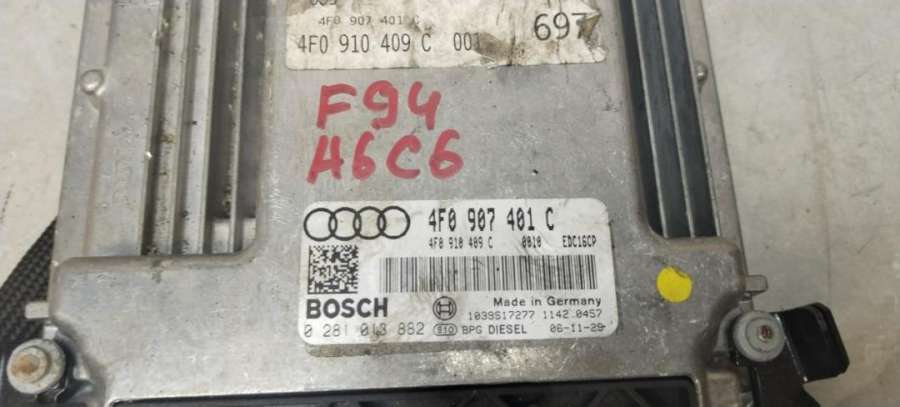 4F0 907 401 C
4F0 910 409 C 001
697
F94
A6C6
4F0 907 401 C
4F0 910 409 C 0010 EDC16CP
BOSCH
Made in Germany
1039S17277 1142 0457
0 281 013 882 S10 BPG DIESEL 06-11-29